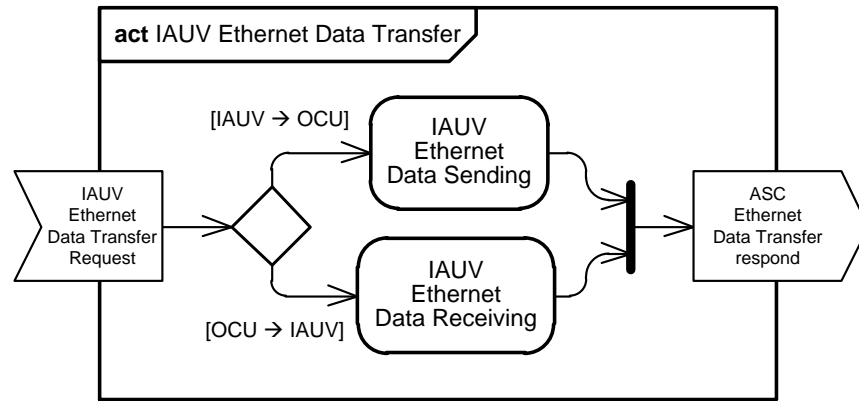 act IAUV Ethernet Data Transfer
[IAUV → OCU]
IAUV
Ethernet
Data Sending
IAUV
Ethernet
Data Transfer
Request
ASC
Ethernet
Data Transfer
respond
IAUV
Ethernet
Data Receiving
[OCU → IAUV]